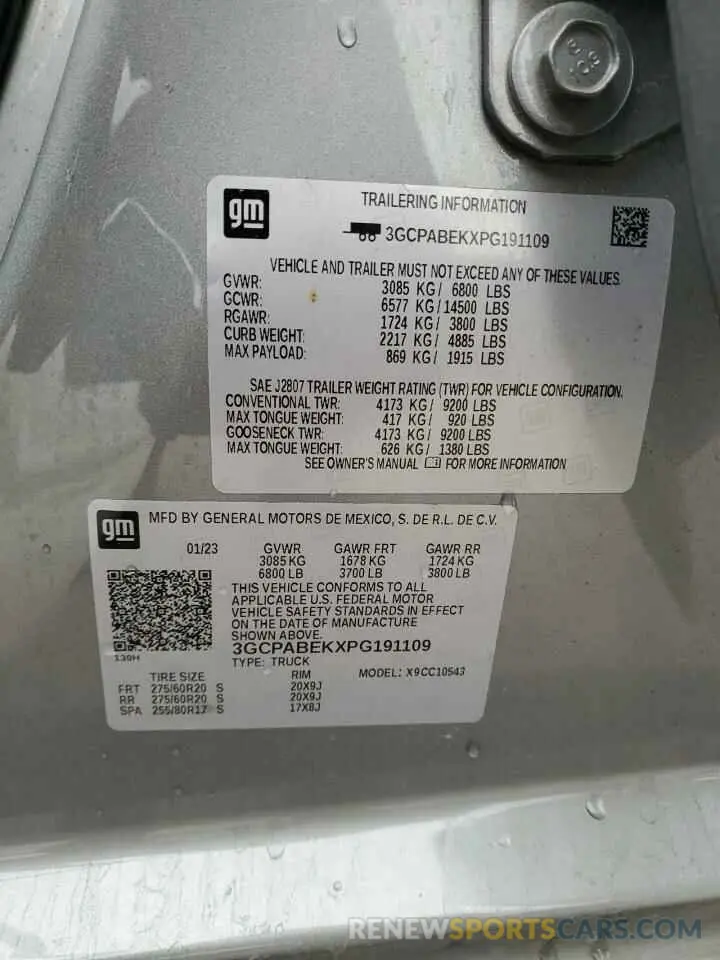 8
10.9
gm
TRAILERING INFORMATION
3GCPABEKXPG191109
VEHICLE AND TRAILER MUST NOT EXCEED ANY OF THESE VALUES.
GVWR: 3085 KG/ 6800 LBS
GCWR: 6577 KG/14500 LBS
RGAWR: 1724 KG/ 3800 LBS
CURB WEIGHT: 2217 KG/ 4885 LBS
MAX PAYLOAD: 869 KG/ 1915 LBS
SAE J2807 TRAILER WEIGHT RATING (TWR) FOR VEHICLE CONFIGURATION.
CONVENTIONAL TWR: 4173 KG/ 9200 LBS
MAX TONGUE WEIGHT: 417 KG/ 920 LBS
GOOSENECK TWR: 4173 KG/ 9200 LBS
MAX TONGUE WEIGHT: 626 KG/ 1380 LBS
SEE OWNER'S MANUAL FOR MORE INFORMATION
gm
MFD BY GENERAL MOTORS DE MEXICO, S. DE R.L. DE C.V.
01/23 GVWR GAWR FRT GAWR RR
3085 KG 1678 KG 1724 KG
6800 LB 3700 LB 3800 LB
THIS VEHICLE CONFORMS TO ALL
APPLICABLE U.S. FEDERAL MOTOR
VEHICLE SAFETY STANDARDS IN EFFECT
ON THE DATE OF MANUFACTURE
SHOWN ABOVE.
3GCPABEKXPG191109
130H
TYPE: TRUCK MODEL: X9CC10543
TIRE SIZE RIM
FRT 275/60R20 S 20X9J
RR 275/60R20 S 20X9J
SPA 255/80R17 S 17X8J
RENEWSPORTSCARS.COM